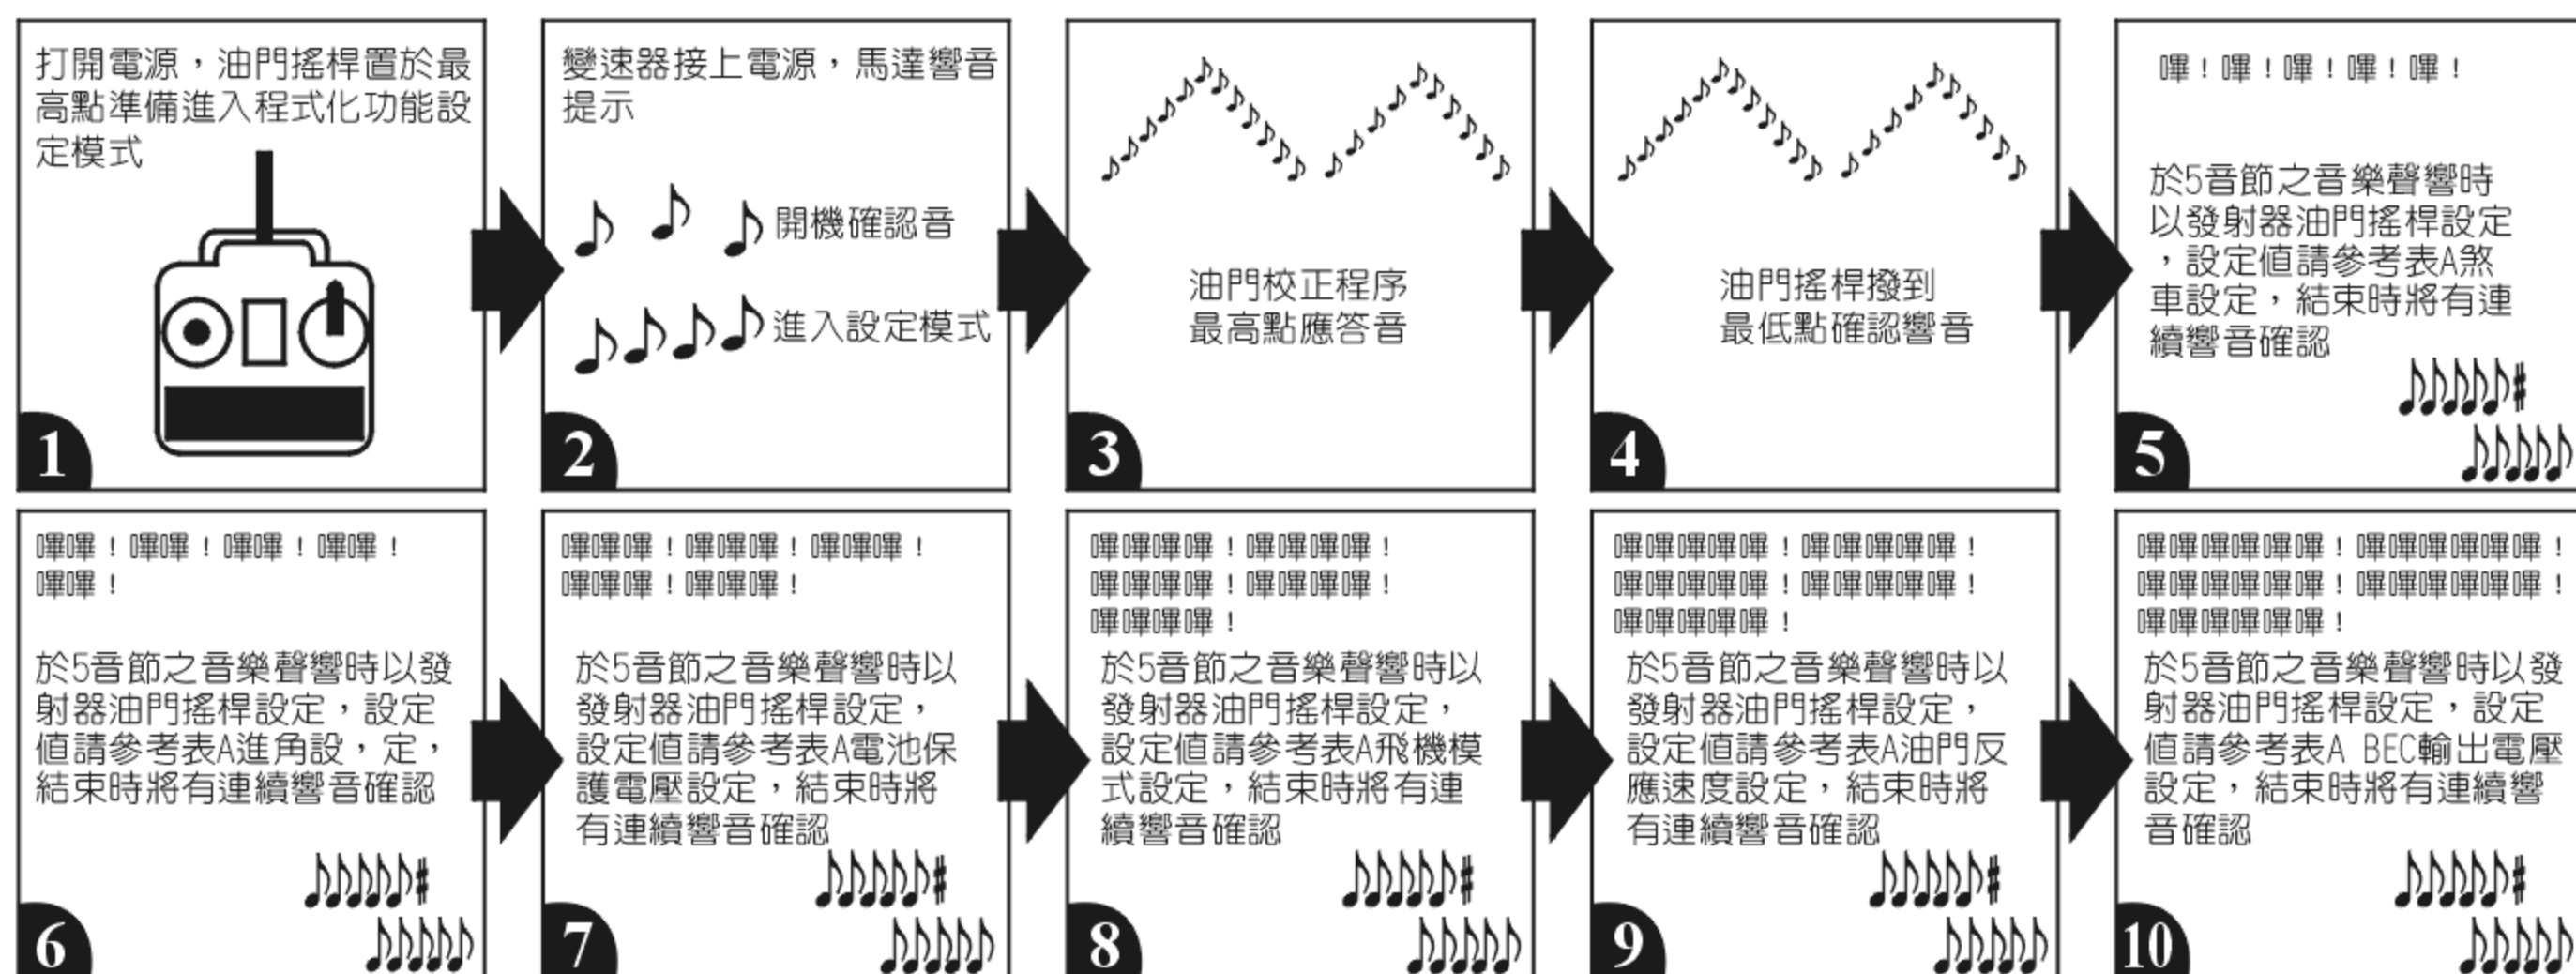 打開電源，油門搖桿置於最
高點準備進入程式化功能設
定模式
1
變速器接上電源，馬達響音
提示
開機確認音
進入設定模式
2
油門校正程序
最高點應答音
3
油門搖桿撥到
最低點確認響音
4
嗶！嗶！嗶！嗶！嗶！
於5音節之音樂聲響時
以發射器油門搖桿設定
，設定值請參考表A煞
車設定，結束時將有連
續響音確認
5
嗶嗶！嗶嗶！嗶嗶！嗶嗶！
嗶嗶！
於5音節之音樂聲響時以發
射器油門搖桿設定，設定
值請參考表A進角設，定，
結束時將有連續響音確認
6
嗶嗶嗶！嗶嗶嗶！嗶嗶嗶！
嗶嗶嗶！嗶嗶嗶！
於5音節之音樂聲響時以
發射器油門搖桿設定，
設定值請參考表A電池保
護電壓設定，結束時將
有連續響音確認
7
嗶嗶嗶嗶！嗶嗶嗶嗶！
嗶嗶嗶嗶！嗶嗶嗶嗶！
嗶嗶嗶嗶！
於5音節之音樂聲響時以
發射器油門搖桿設定，
設定值請參考表A飛機模
式設定，結束時將有連
續響音確認
8
嗶嗶嗶嗶嗶！嗶嗶嗶嗶嗶！
嗶嗶嗶嗶嗶！嗶嗶嗶嗶嗶！
嗶嗶嗶嗶嗶！
於5音節之音樂聲響時以
發射器油門搖桿設定，
設定值請參考表A油門反
應速度設定，結束時將
有連續響音確認
9
嗶嗶嗶嗶嗶嗶！嗶嗶嗶嗶嗶嗶！
嗶嗶嗶嗶嗶嗶！嗶嗶嗶嗶嗶嗶！
嗶嗶嗶嗶嗶嗶！
於5音節之音樂聲響時以發
射器油門搖桿設定，設定
值請參考表A BEC輸出電壓
設定，結束時將有連續響
音確認
10